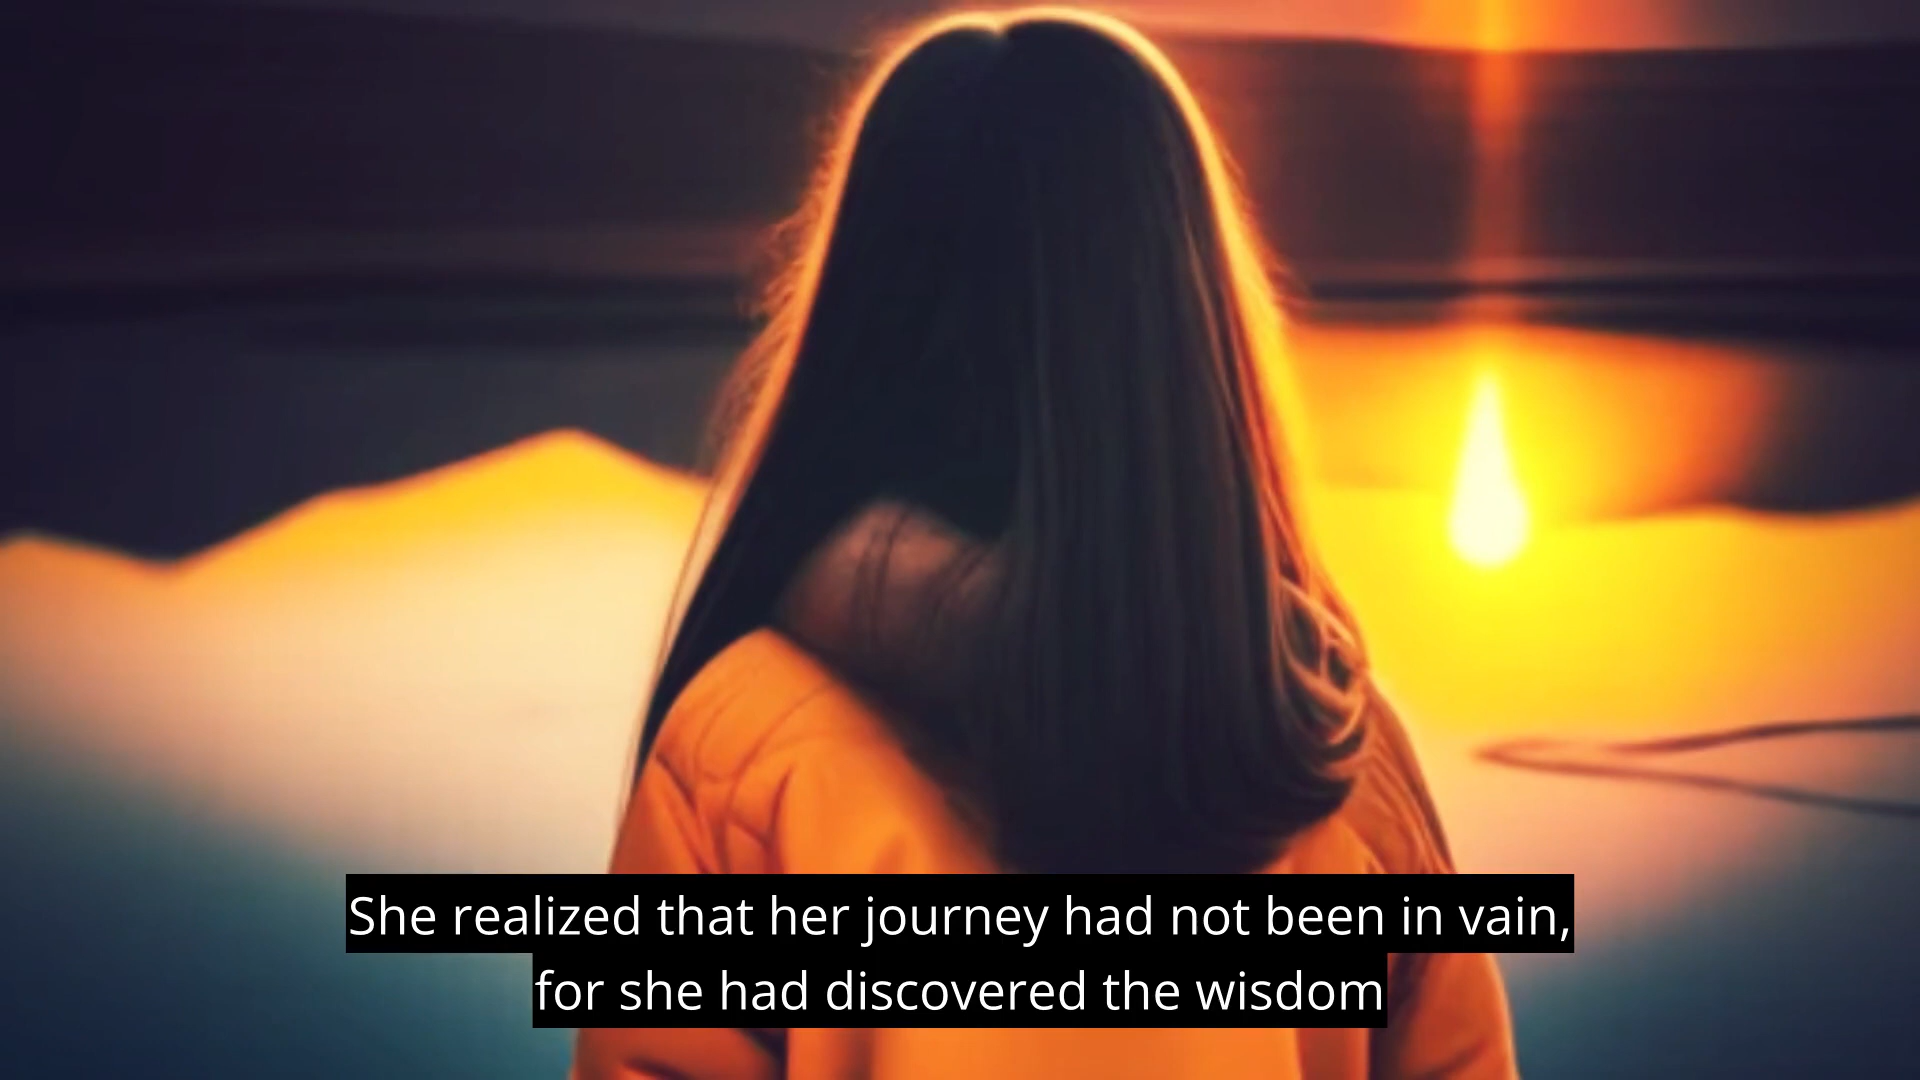 She realized that her journey had not been in vain,
for she had discovered the wisdom